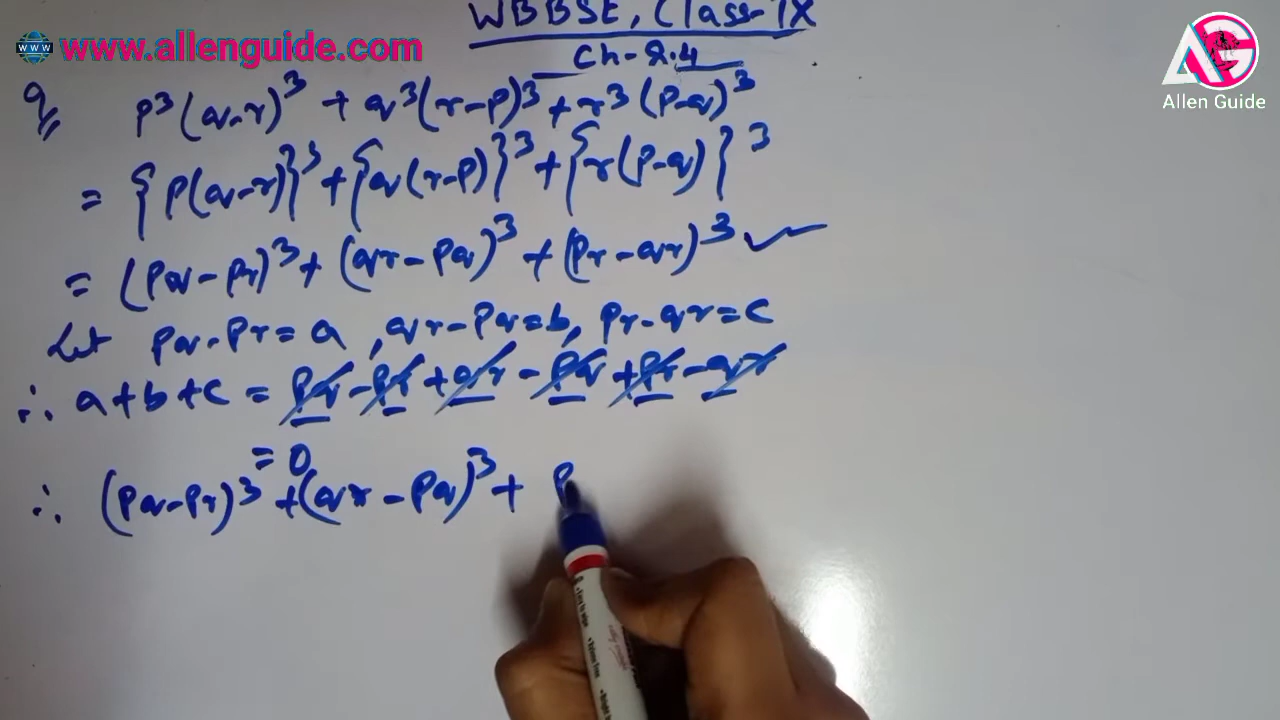 WBBSE, Class-IX
www.allenguide.com
Ch-8.4
Allen Guide
9, p³(q-r)³ + q³(r-p)³ + r³(p-q)³
= {p(q-r)}³ + {q(r-p)}³ + {r(p-q)}³
= (pq-pr)³ + (qr-pq)³ + (pr-qr)³
Let pq-pr = a, qr-pq = b, pr-qr = c
∴ a+b+c = pq - pr + qr - pq + pr - qr
= 0
∴ (pq-pr)³ + (qr-pq)³ + p